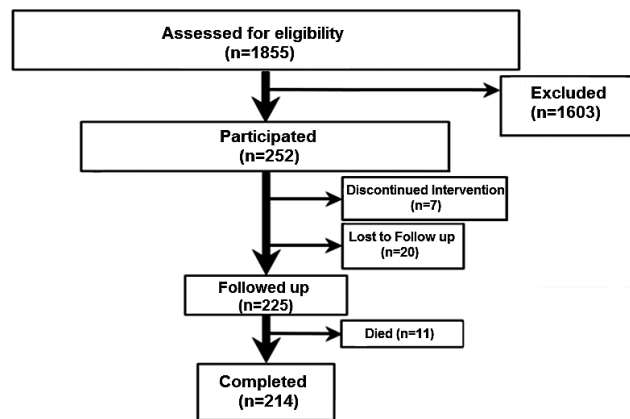 Assessed for eligibility
(n=1855)
Excluded
(n=1603)
Participated
(n=252)
Discontinued Intervention
(n=7)
Lost to Follow up
(n=20)
Followed up
(n=225)
Died (n=11)
Completed
(n=214)